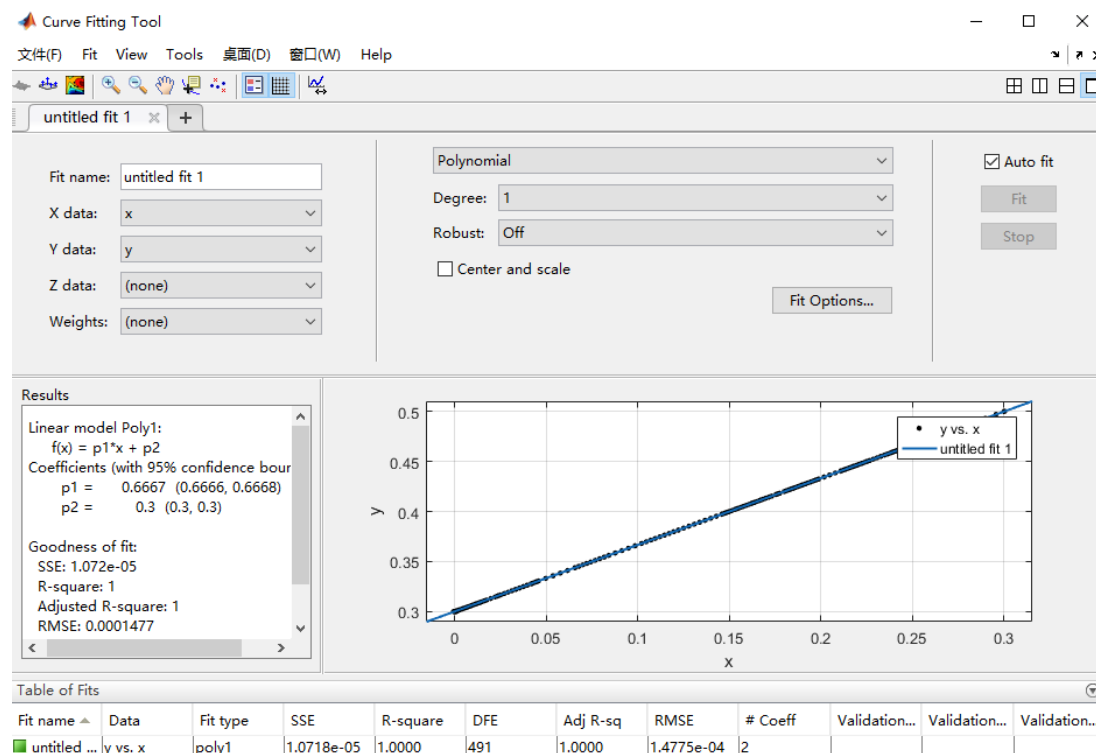 Curve Fitting Tool
文件(F) Fit View Tools 桌面(D) 窗口(W) Help
untitled fit 1
Fit name: untitled fit 1
X data: x
Y data: y
Z data: (none)
Weights: (none)
Polynomial
Degree: 1
Robust: Off
Center and scale
Fit Options...
Auto fit
Fit
Stop
Results
Linear model Poly1:
f(x) = p1*x + p2
Coefficients (with 95% confidence bour
p1 = 0.6667 (0.6666, 0.6668)
p2 = 0.3 (0.3, 0.3)
Goodness of fit:
SSE: 1.072e-05
R-square: 1
Adjusted R-square: 1
RMSE: 0.0001477
0.5
0.45
0.4
0.35
0.3
y
0 0.05 0.1 0.15 0.2 0.25 0.3
x
y vs. x
untitled fit 1
Table of Fits
Fit name Data Fit type SSE R-square DFE Adj R-sq RMSE # Coeff Validation... Validation... Validation...
untitled ... y vs. x poly1 1.0718e-05 1.0000 491 1.0000 1.4775e-04 2